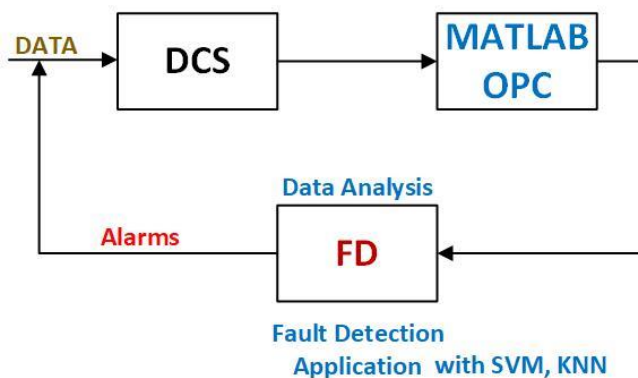 DATA
DCS
MATLAB
OPC
Data Analysis
Alarms
FD
Fault Detection
Application with SVM, KNN